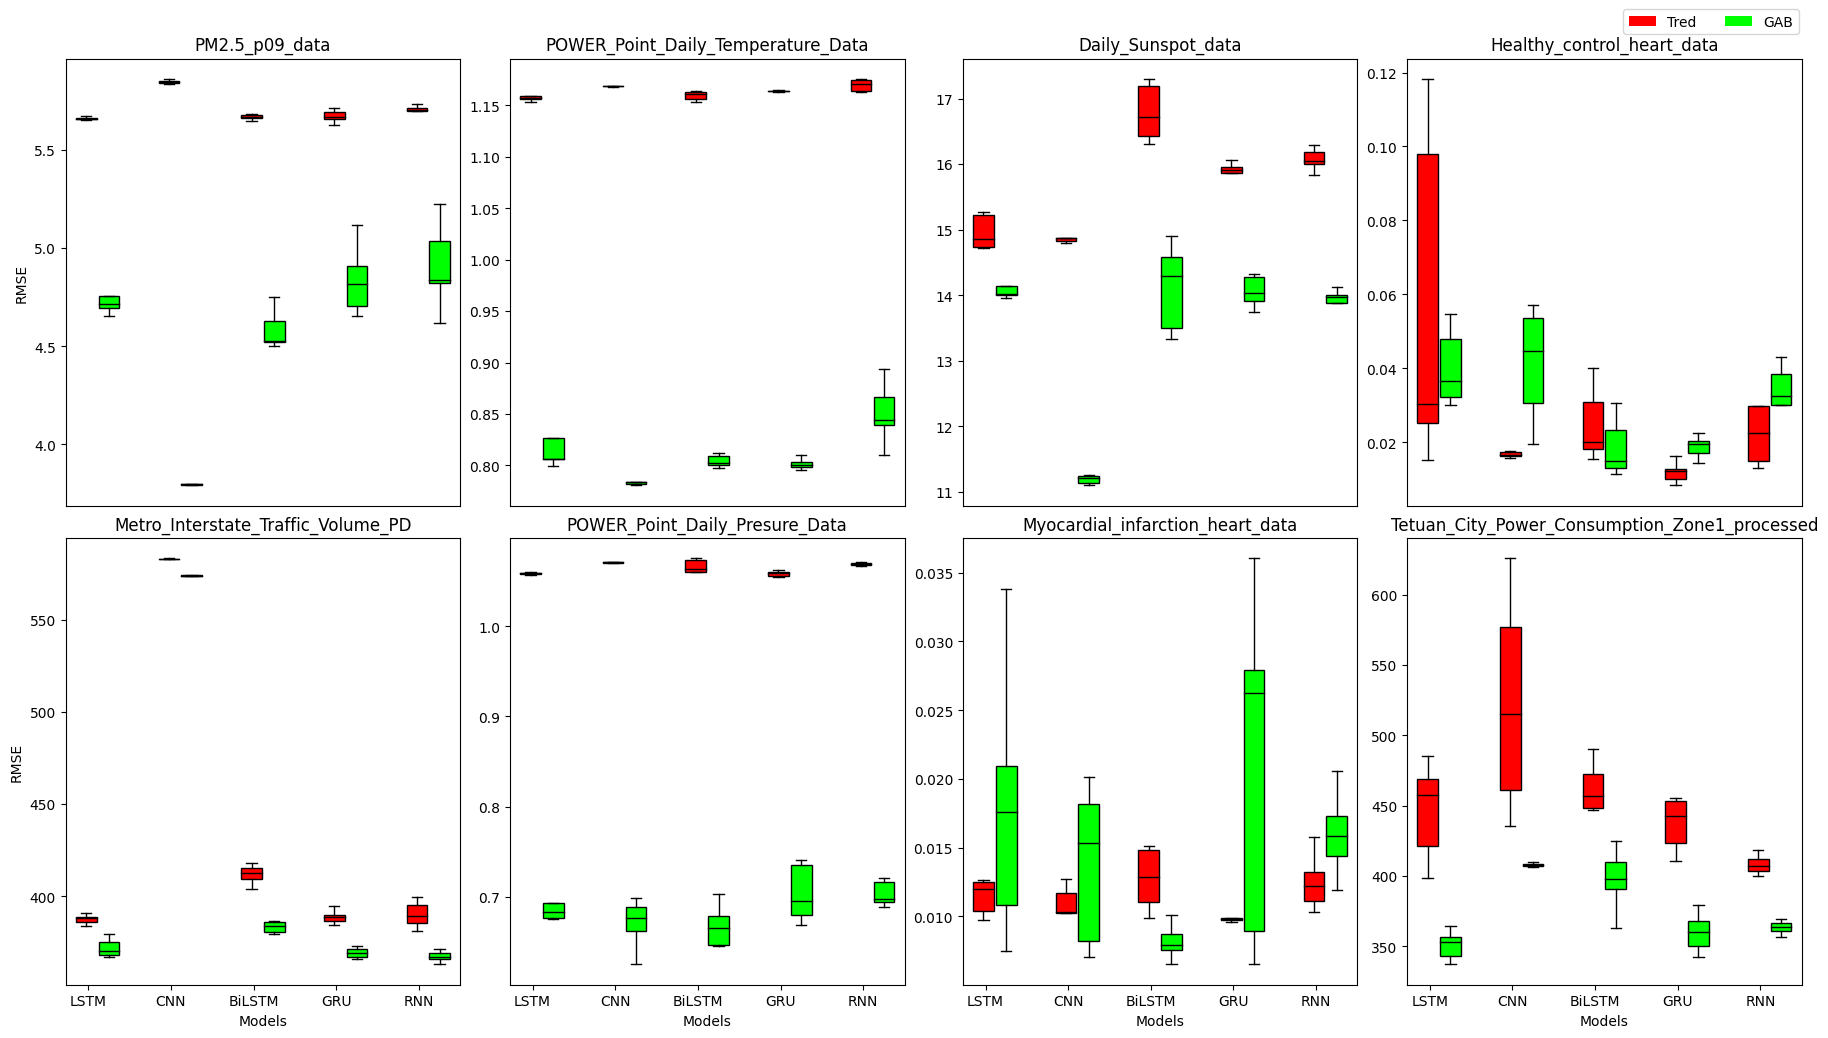 Tred GAB
PM2.5_p09_data
POWER_Point_Daily_Temperature_Data
Daily_Sunspot_data
Healthy_control_heart_data
RMSE
5.5
5.0
4.5
4.0
1.15
1.10
1.05
1.00
0.95
0.90
0.85
0.80
17
16
15
14
13
12
11
0.12
0.10
0.08
0.06
0.04
0.02
Metro_Interstate_Traffic_Volume_PD
POWER_Point_Daily_Presure_Data
Myocardial_infarction_heart_data
Tetuan_City_Power_Consumption_Zone1_processed
RMSE
550
500
450
400
1.0
0.9
0.8
0.7
0.035
0.030
0.025
0.020
0.015
0.010
600
550
500
450
400
350
LSTM CNN BiLSTM GRU RNN
LSTM CNN BiLSTM GRU RNN
LSTM CNN BiLSTM GRU RNN
LSTM CNN BiLSTM GRU RNN
Models
Models
Models
Models